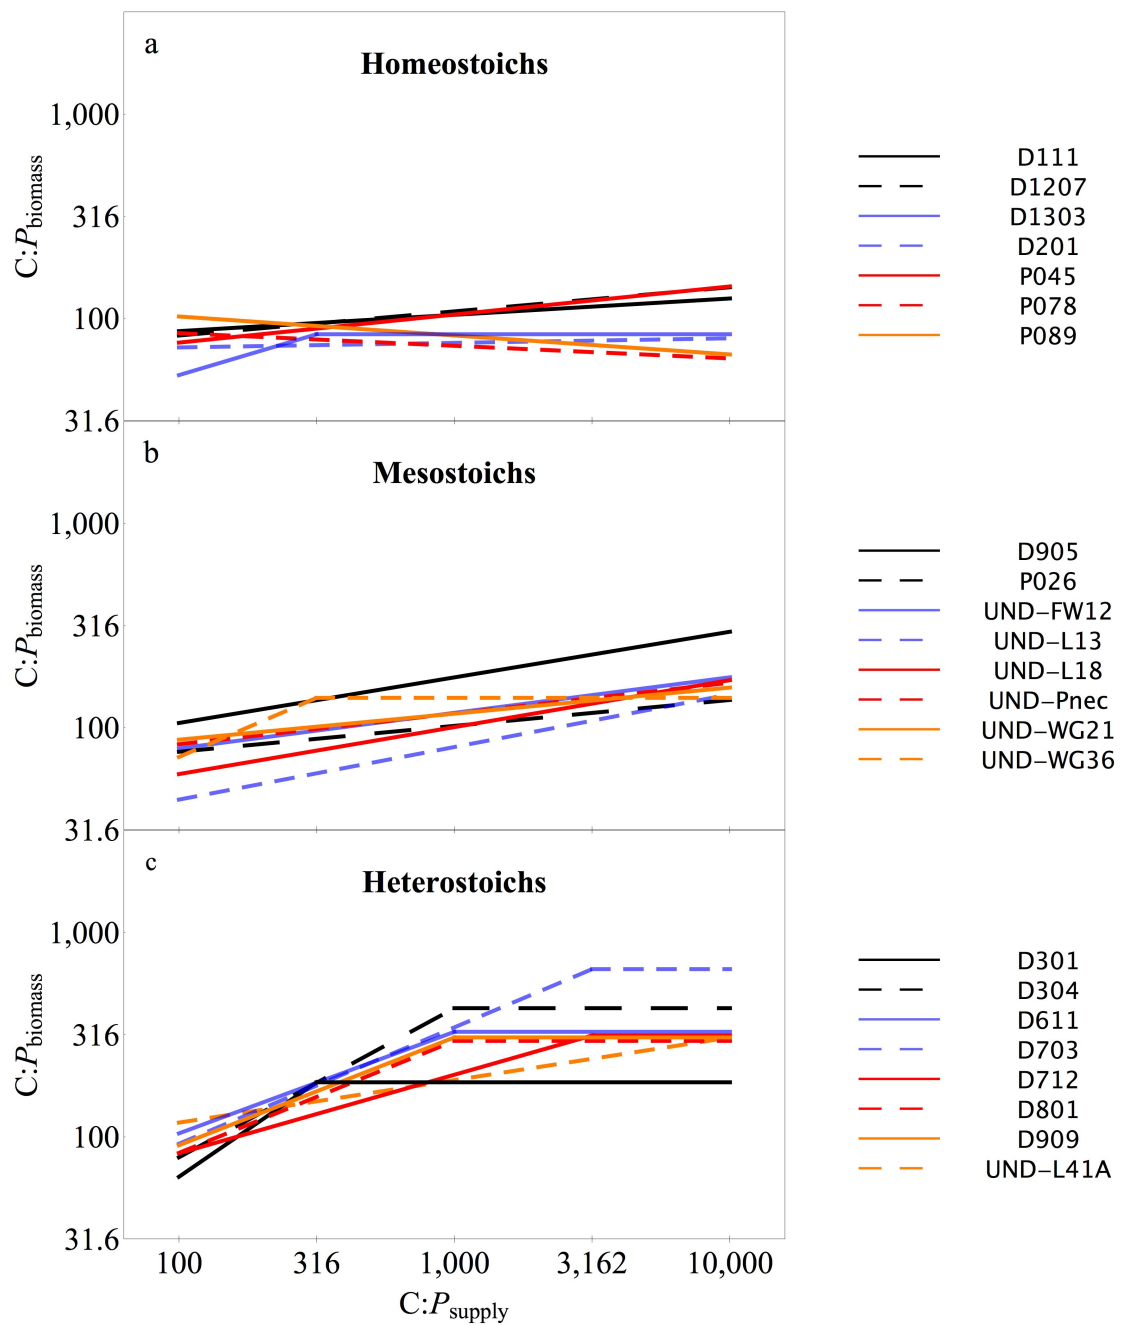 a
Homeostoichs
1,000
316
100
31.6
C:Pbiomass
D111
D1207
D1303
D201
P045
P078
P089
b
Mesostoichs
1,000
316
100
31.6
C:Pbiomass
D905
P026
UND–FW12
UND–L13
UND–L18
UND–Pnec
UND–WG21
UND–WG36
c
Heterostoichs
1,000
316
100
31.6
C:Pbiomass
D301
D304
D611
D703
D712
D801
D909
UND–L41A
100 316 1,000 3,162 10,000
C:Psupply